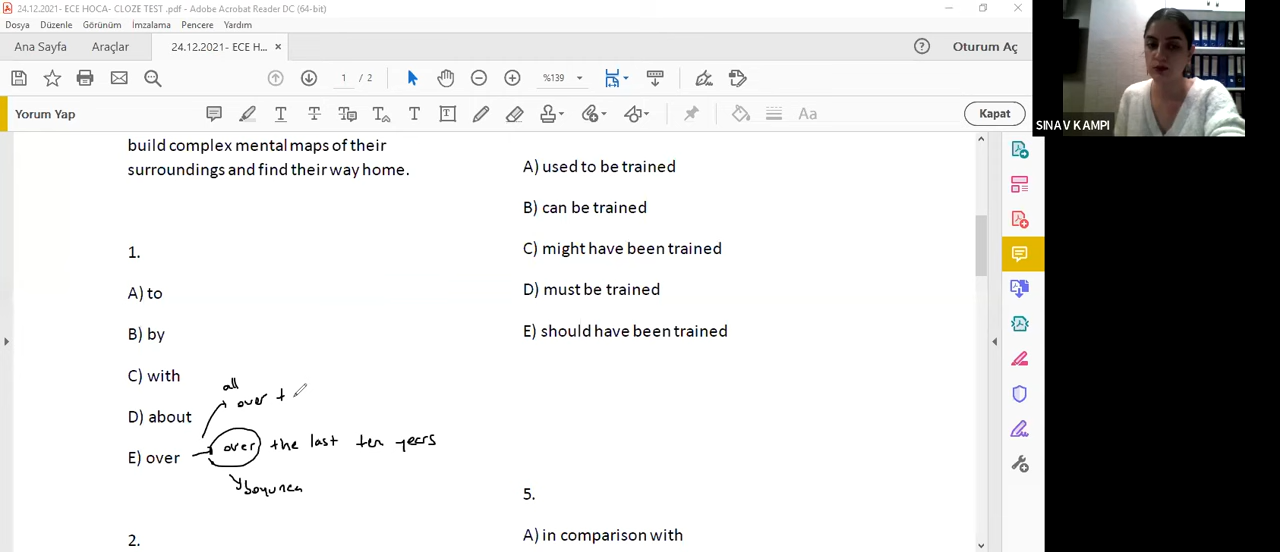 24.12.2021- ECE HOCA- CLOZE TEST .pdf - Adobe Acrobat Reader DC (64-bit)
Dosya Düzenle Görünüm İmzalama Pencere Yardım
Ana Sayfa Araçlar 24.12.2021- ECE H... × Oturum Aç
1 / 2 %139
Yorum Yap Kapat
SINAV KAMPI
build complex mental maps of their
surroundings and find their way home.
1.
A) to
B) by
C) with
D) about
E) over
all
over t
over the last ten years
boyunca
2.
A) used to be trained
B) can be trained
C) might have been trained
D) must be trained
E) should have been trained
5.
A) in comparison with